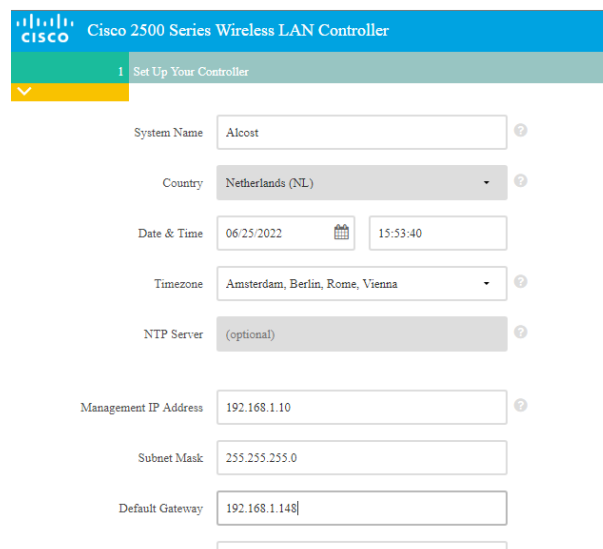 CISCO Cisco 2500 Series Wireless LAN Controller
1 Set Up Your Controller
System Name Alcost ?
Country Netherlands (NL) ?
Date & Time 06/25/2022 15:53:40
Timezone Amsterdam, Berlin, Rome, Vienna ?
NTP Server (optional) ?
Management IP Address 192.168.1.10 ?
Subnet Mask 255.255.255.0
Default Gateway 192.168.1.148